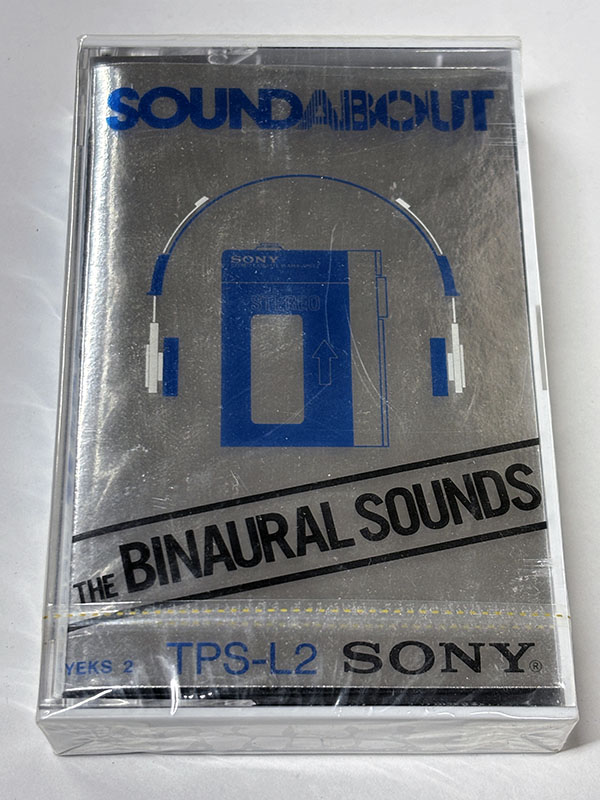 SOUNDABOUT
SONY
STEREO
THE BINAURAL SOUNDS
YEKS 2 TPS-L2 SONY®